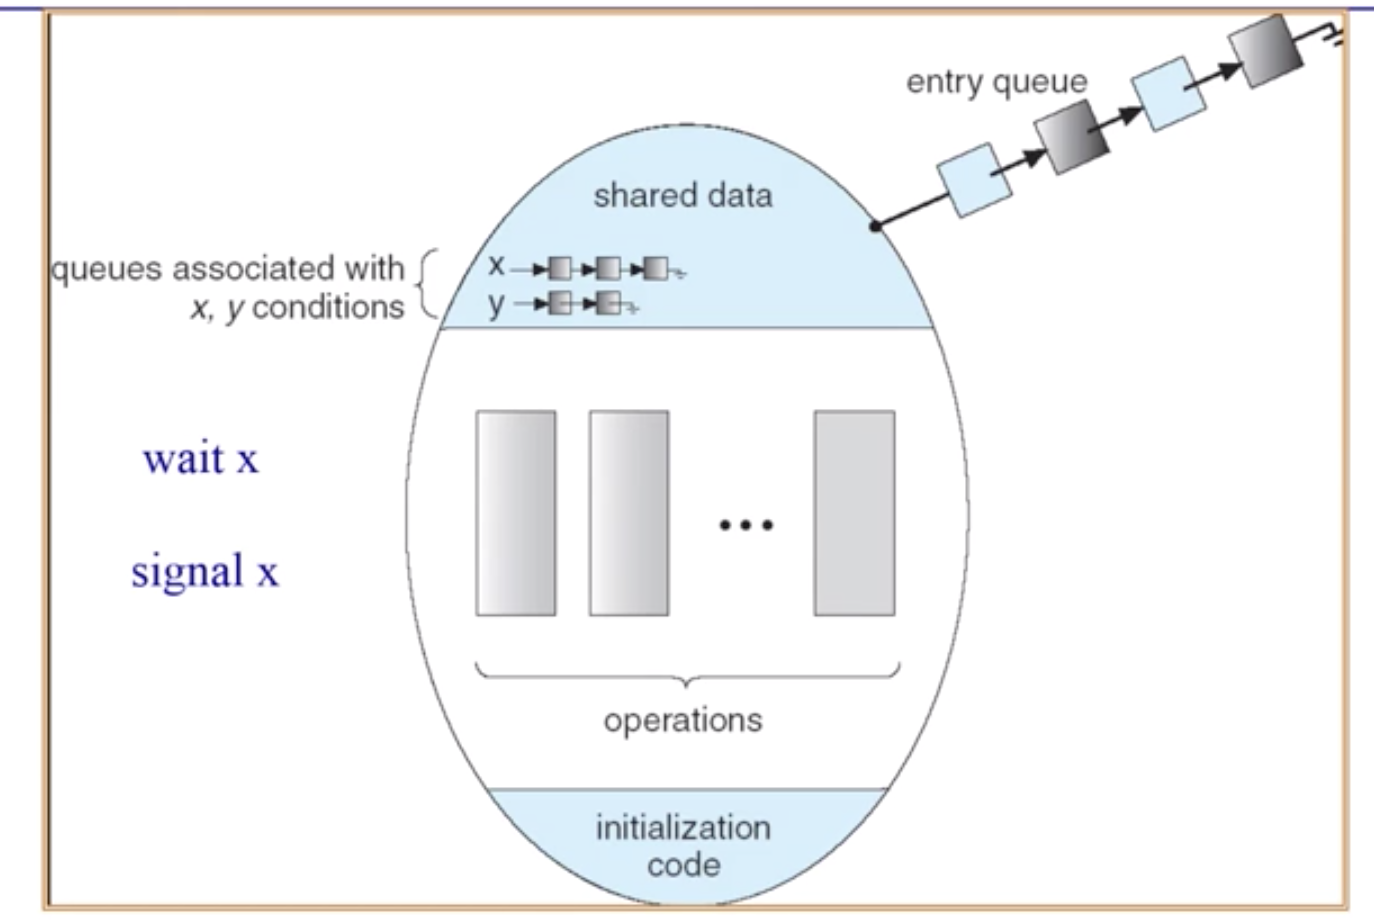 entry queue
shared data
queues associated with
x, y conditions
x
y
wait x
signal x
...
operations
initialization
code